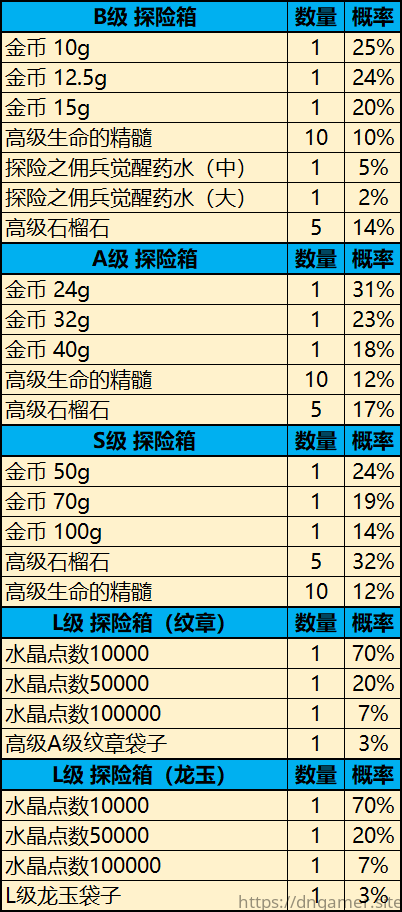 B级 探险箱 数量 概率
金币 10g 1 25%
金币 12.5g 1 24%
金币 15g 1 20%
高级生命的精髓 10 10%
探险之佣兵觉醒药水（中） 1 5%
探险之佣兵觉醒药水（大） 1 2%
高级石榴石 5 14%
A级 探险箱 数量 概率
金币 24g 1 31%
金币 32g 1 23%
金币 40g 1 18%
高级生命的精髓 10 12%
高级石榴石 5 17%
S级 探险箱 数量 概率
金币 50g 1 24%
金币 70g 1 19%
金币 100g 1 14%
高级石榴石 5 32%
高级生命的精髓 10 12%
L级 探险箱（纹章） 数量 概率
水晶点数10000 1 70%
水晶点数50000 1 20%
水晶点数100000 1 7%
高级A级纹章袋子 1 3%
L级 探险箱（龙玉） 数量 概率
水晶点数10000 1 70%
水晶点数50000 1 20%
水晶点数100000 1 7%
L级龙玉袋子 1 3%
https://dngamer.site